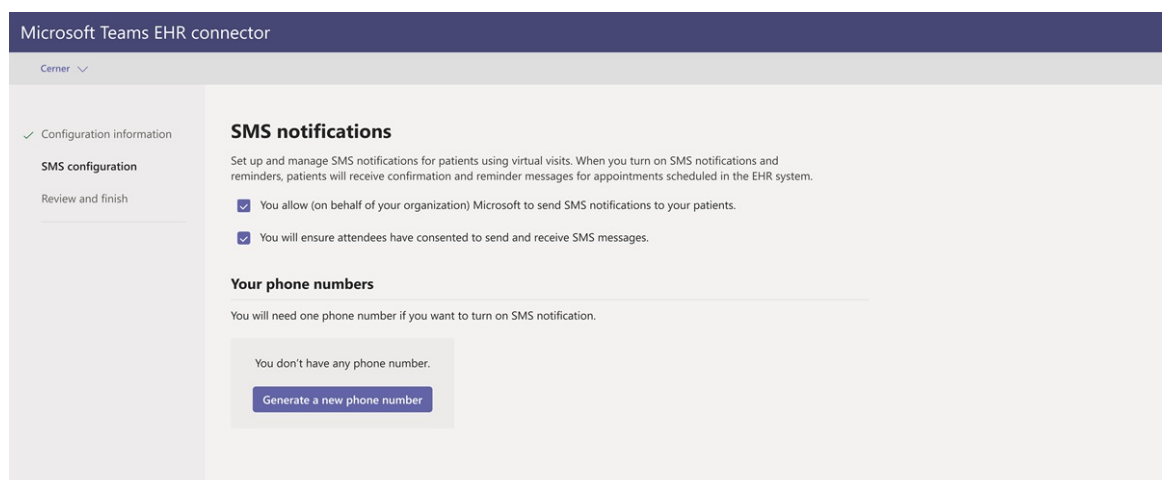 Microsoft Teams EHR connector
Cerner
Configuration information
SMS configuration
Review and finish
SMS notifications
Set up and manage SMS notifications for patients using virtual visits. When you turn on SMS notifications and
reminders, patients will receive confirmation and reminder messages for appointments scheduled in the EHR system.
You allow (on behalf of your organization) Microsoft to send SMS notifications to your patients.
You will ensure attendees have consented to send and receive SMS messages.
Your phone numbers
You will need one phone number if you want to turn on SMS notification.
You don't have any phone number.
Generate a new phone number